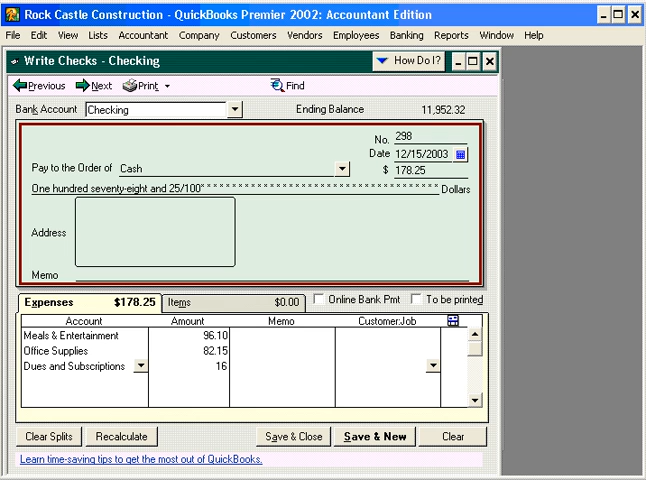 Rock Castle Construction - QuickBooks Premier 2002: Accountant Edition
File Edit View Lists Accountant Company Customers Vendors Employees Banking Reports Window Help
Write Checks - Checking How Do I?
Previous Next Print Find
Bank Account Checking Ending Balance 11,952.32
No. 298
Date 12/15/2003
Pay to the Order of Cash $ 178.25
One hundred seventy-eight and 25/100* * * * * * * * * * * * * * * * * * * * * * * * * * * * * * * * * * * * * * Dollars
Address
Memo
Expenses $178.25 Items $0.00 Online Bank Pmt To be printed
Account Amount Memo Customer:Job
Meals & Entertainment 96.10
Office Supplies 82.15
Dues and Subscriptions 16
Clear Splits Recalculate Save & Close Save & New Clear
Learn time-saving tips to get the most out of QuickBooks.